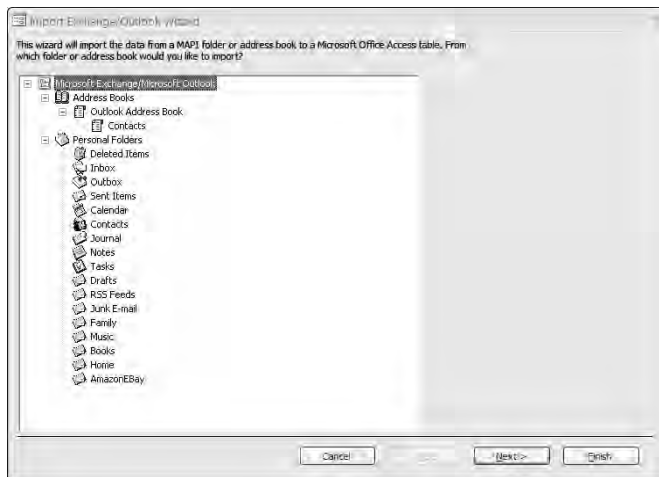 Import Exchange/Outlook Wizard
This wizard will import the data from a MAPI folder or address book to a Microsoft Office Access table. From
which folder or address book would you like to import?
Microsoft Exchange/Microsoft Outlook
Address Books
Outlook Address Book
Contacts
Personal Folders
Deleted Items
Inbox
Outbox
Sent Items
Calendar
Contacts
Journal
Notes
Tasks
Drafts
RSS Feeds
Junk E-mail
Family
Music
Books
Home
AmazonEBay
Cancel
Next >
Finish